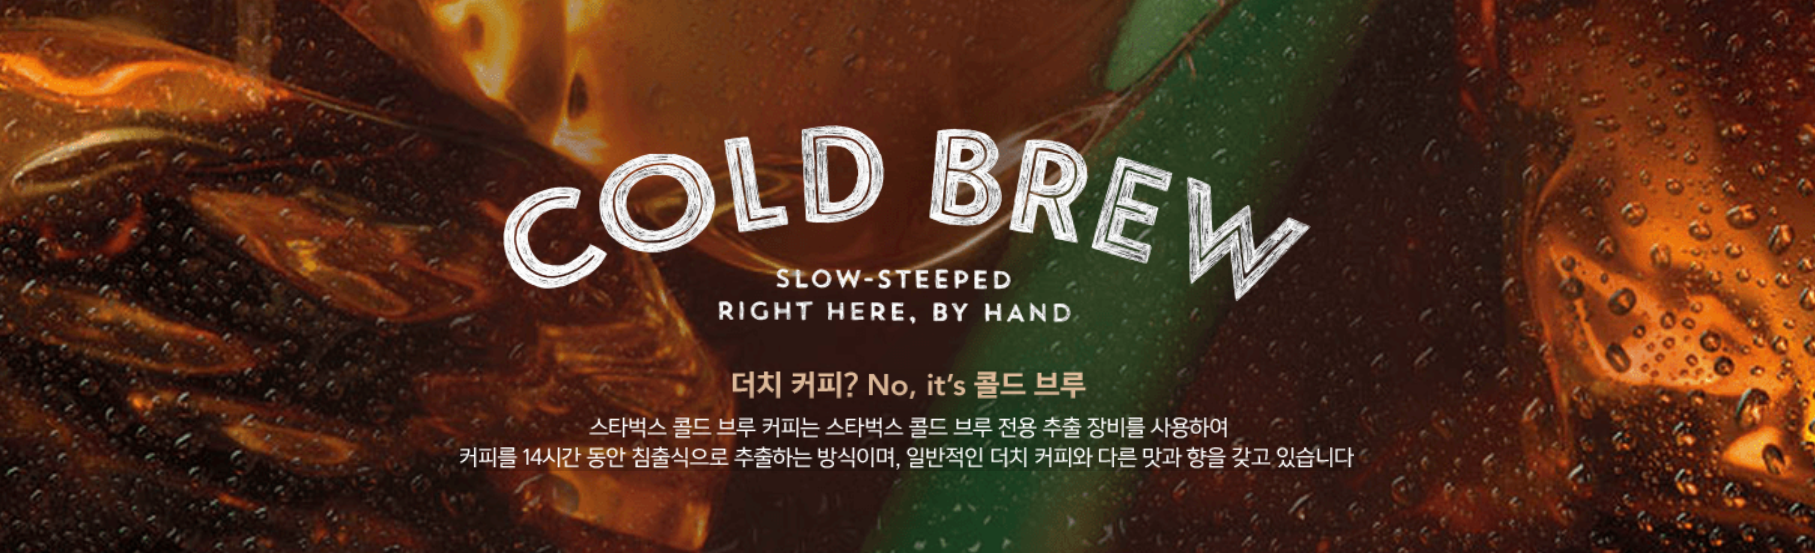 COLD BREW
SLOW-STEEPED
RIGHT HERE, BY HAND
더치 커피? No, it's 콜드 브루
스타벅스 콜드 브루 커피는 스타벅스 콜드 브루 전용 추출 장비를 사용하여
커피를 14시간 동안 침출식으로 추출하는 방식이며, 일반적인 더치 커피와 다른 맛과 향을 갖고 있습니다